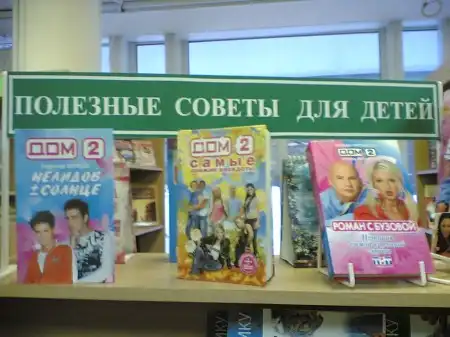 ПОЛЕЗНЫЕ СОВЕТЫ ДЛЯ ДЕТЕЙ
ДОМ 2
НЕЛИДОВ
± СОЛНЦЕ
ДОМ 2
самые
ДОМ 2
РОМАН С БУЗОВОЙ
ТНТ